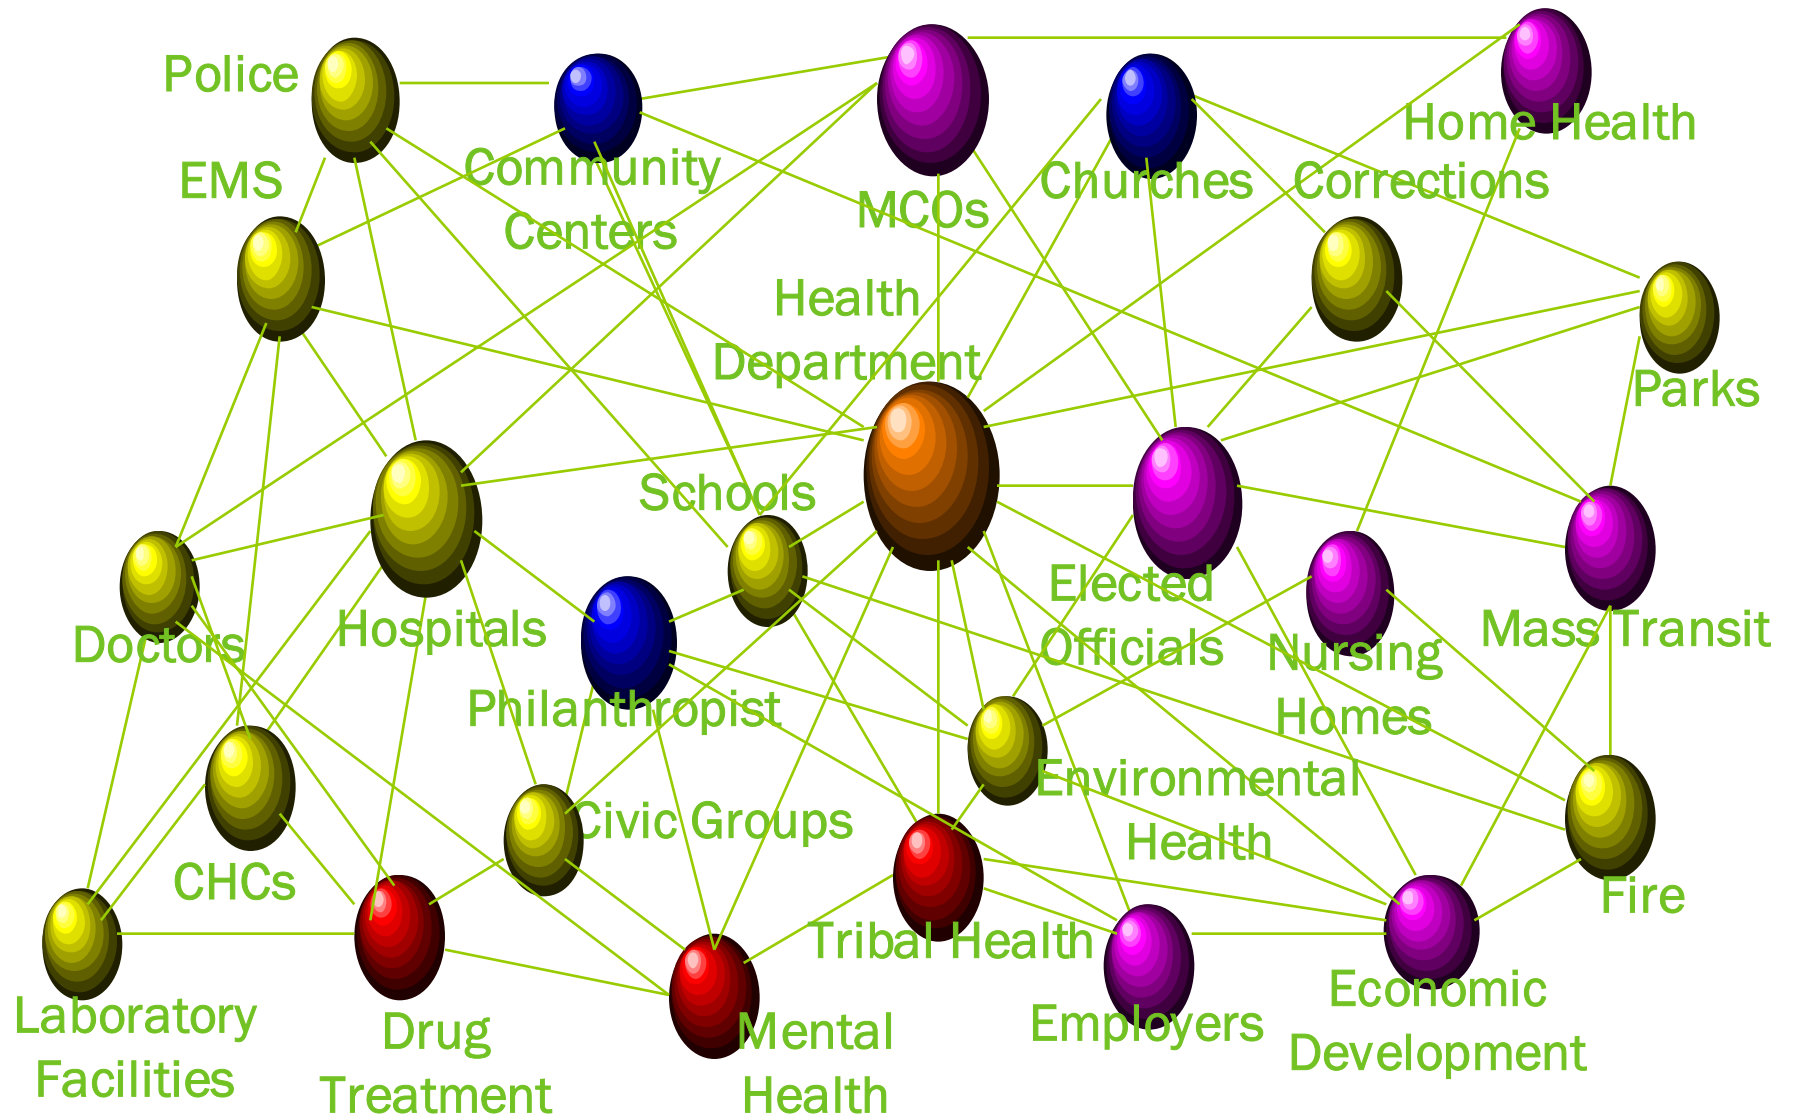 Police
EMS
Community
Centers
MCOs
Churches
Home Health
Corrections
Health
Department
Parks
Schools
Doctors
Hospitals
Philanthropist
Elected
Officials
Nursing
Homes
Mass Transit
CHCs
Civic Groups
Environmental
Health
Fire
Tribal Health
Laboratory
Facilities
Drug
Treatment
Mental
Health
Employers
Economic
Development